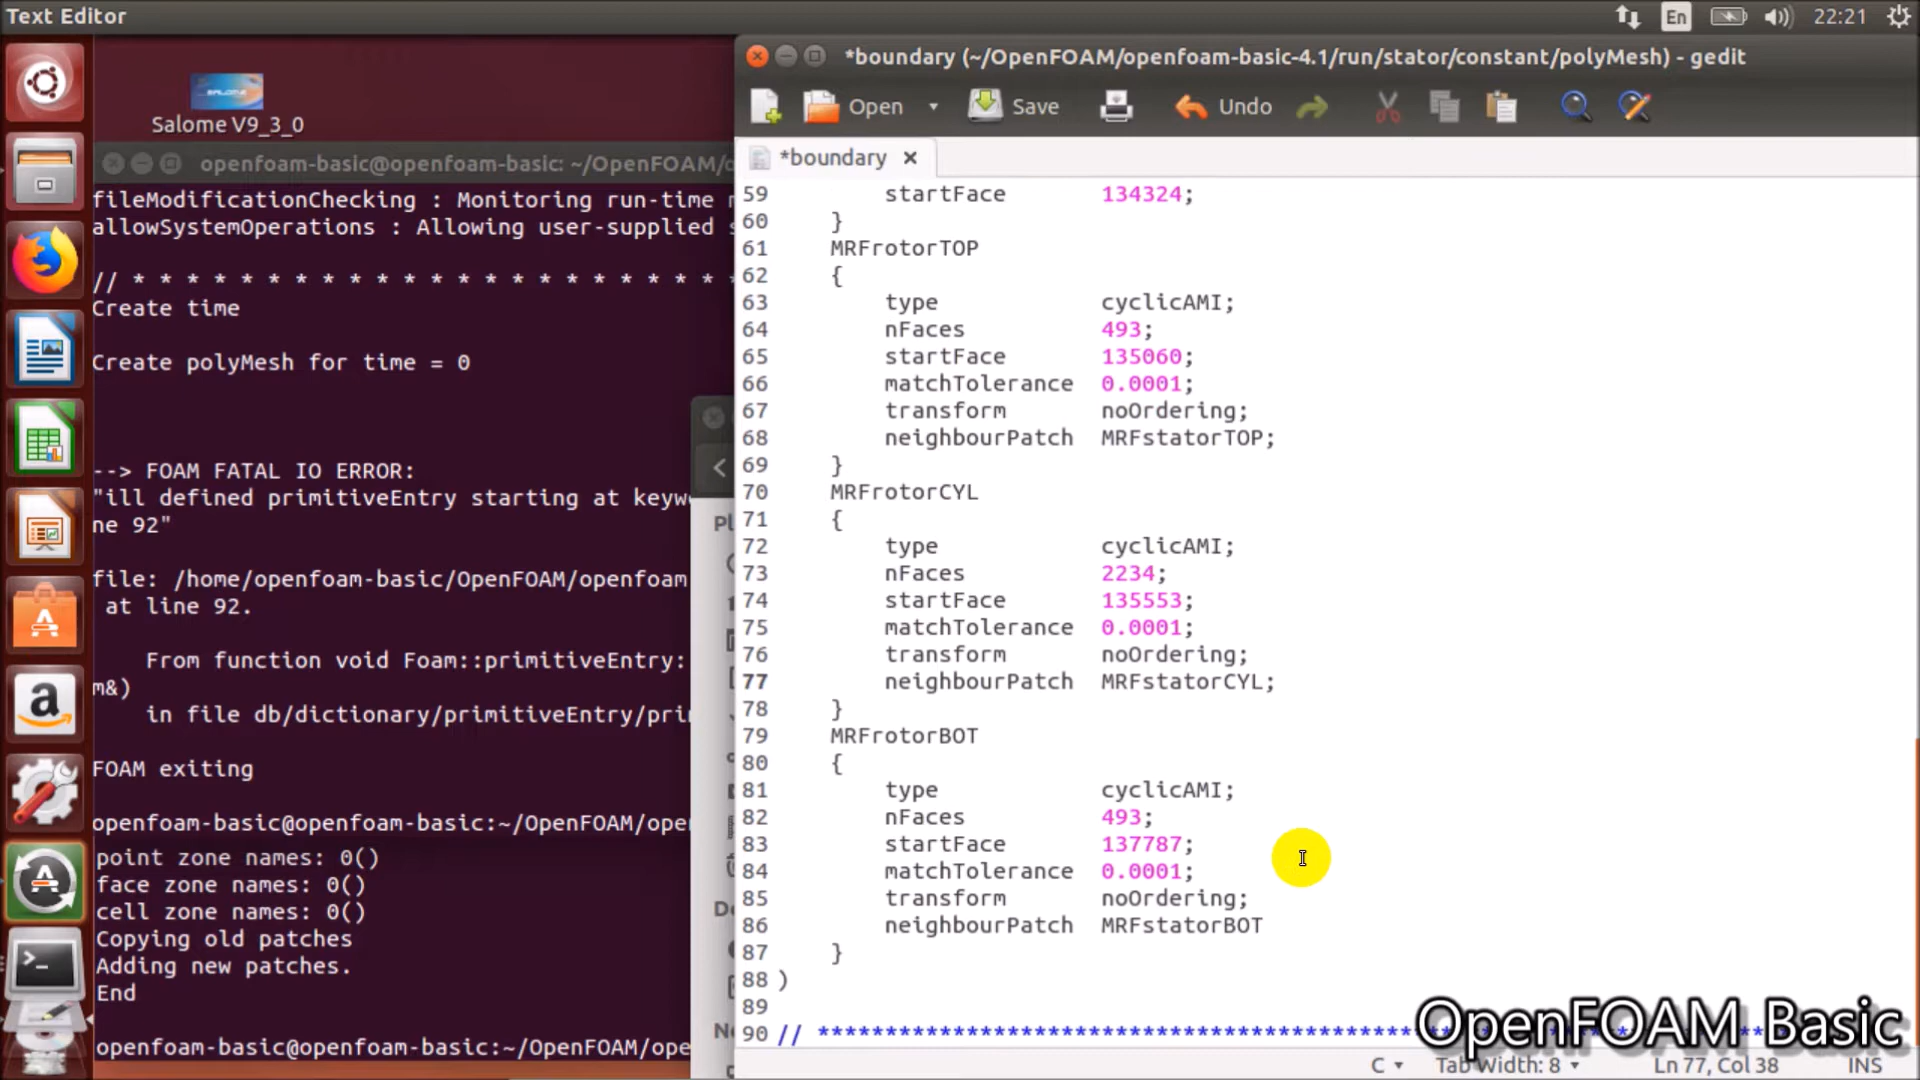 Text Editor
En
22:21
Salome V9_3_0
openfoam-basic@openfoam-basic: ~/OpenFOAM/o
fileModificationChecking : Monitoring run-time
allowSystemOperations : Allowing user-supplied
// * * * * * * * * * * * * * * * * * * * * * * *
Create time
Create polyMesh for time = 0
--> FOAM FATAL IO ERROR:
"ill defined primitiveEntry starting at keyw
ne 92"
file: /home/openfoam-basic/OpenFOAM/openfoam
at line 92.
From function void Foam::primitiveEntry:
m&)
in file db/dictionary/primitiveEntry/pri
FOAM exiting
openfoam-basic@openfoam-basic:~/OpenFOAM/ope
point zone names: 0()
face zone names: 0()
cell zone names: 0()
Copying old patches
Adding new patches.
End
openfoam-basic@openfoam-basic:~/OpenFOAM/ope
*boundary (~/OpenFOAM/openfoam-basic-4.1/run/stator/constant/polyMesh) - gedit
Open Save Undo
*boundary
59 startFace 134324;
60 }
61 MRFrotorTOP
62 {
63 type cyclicAMI;
64 nFaces 493;
65 startFace 135060;
66 matchTolerance 0.0001;
67 transform noOrdering;
68 neighbourPatch MRFstatorTOP;
69 }
70 MRFrotorCYL
71 {
72 type cyclicAMI;
73 nFaces 2234;
74 startFace 135553;
75 matchTolerance 0.0001;
76 transform noOrdering;
77 neighbourPatch MRFstatorCYL;
78 }
79 MRFrotorBOT
80 {
81 type cyclicAMI;
82 nFaces 493;
83 startFace 137787;
84 matchTolerance 0.0001;
85 transform noOrdering;
86 neighbourPatch MRFstatorBOT
87 }
88 )
89
90 // *********************************************
OpenFOAM Basic
C Tab Width: 8 Ln 77, Col 38 INS